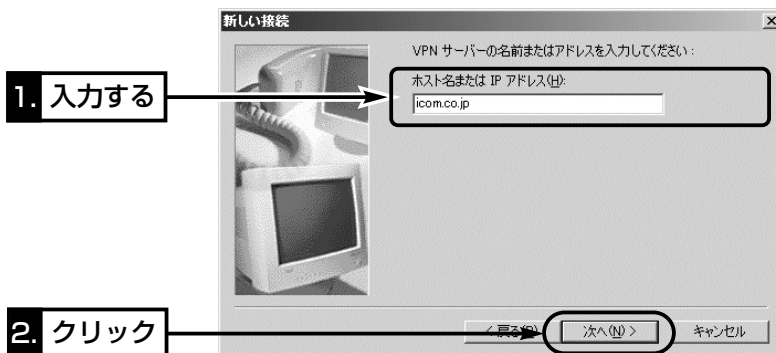 新しい接続
VPN サーバーの名前またはアドレスを入力してください :
ホスト名または IP アドレス(H):
icom.co.jp
1. 入力する
2. クリック
< 戻る(B)
次へ(N) >
キャンセル